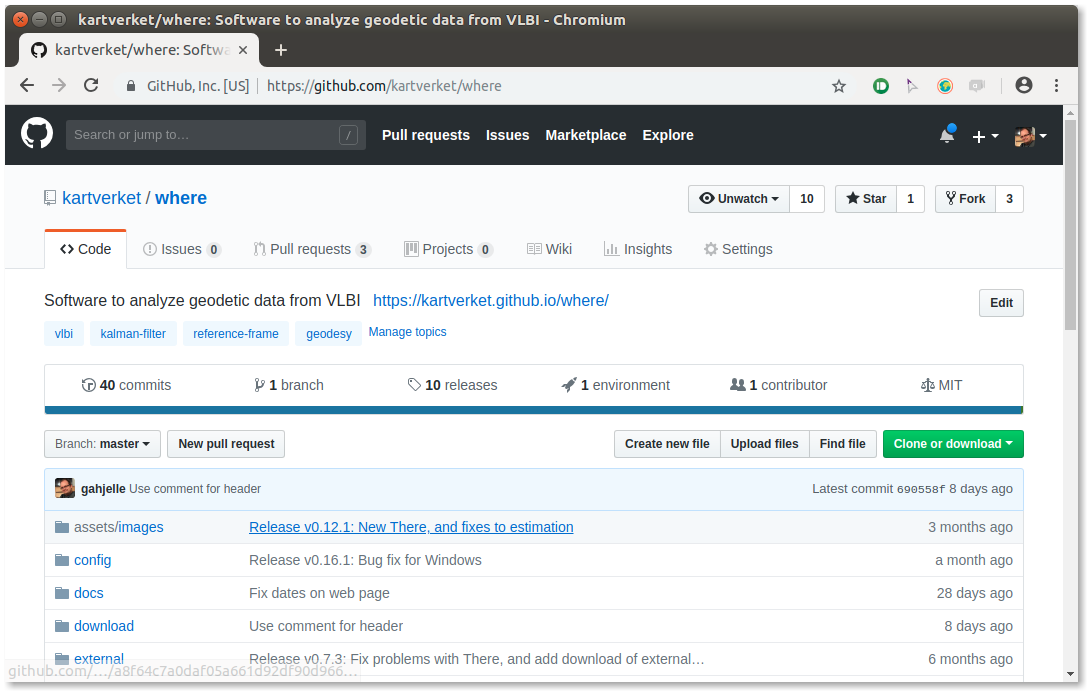 kartverket/where: Software to analyze geodetic data from VLBI - Chromium
kartverket/where: Softwa
GitHub, Inc. [US] https://github.com/kartverket/where
Search or jump to… / Pull requests Issues Marketplace Explore
kartverket / where Unwatch 10 Star 1 Fork 3
Code Issues 0 Pull requests 3 Projects 0 Wiki Insights Settings
Software to analyze geodetic data from VLBI https://kartverket.github.io/where/ Edit
vlbi kalman-filter reference-frame geodesy Manage topics
40 commits 1 branch 10 releases 1 environment 1 contributor MIT
Branch: master New pull request Create new file Upload files Find file Clone or download
gahjelle Use comment for header Latest commit 690558f 8 days ago
assets/images Release v0.12.1: New There, and fixes to estimation 3 months ago
config Release v0.16.1: Bug fix for Windows a month ago
docs Fix dates on web page 28 days ago
download Use comment for header 8 days ago
external Release v0.7.3: Fix problems with There, and add download of external… 6 months ago
github.com/…/a8f64c7a0daf05a661d92df90d966…